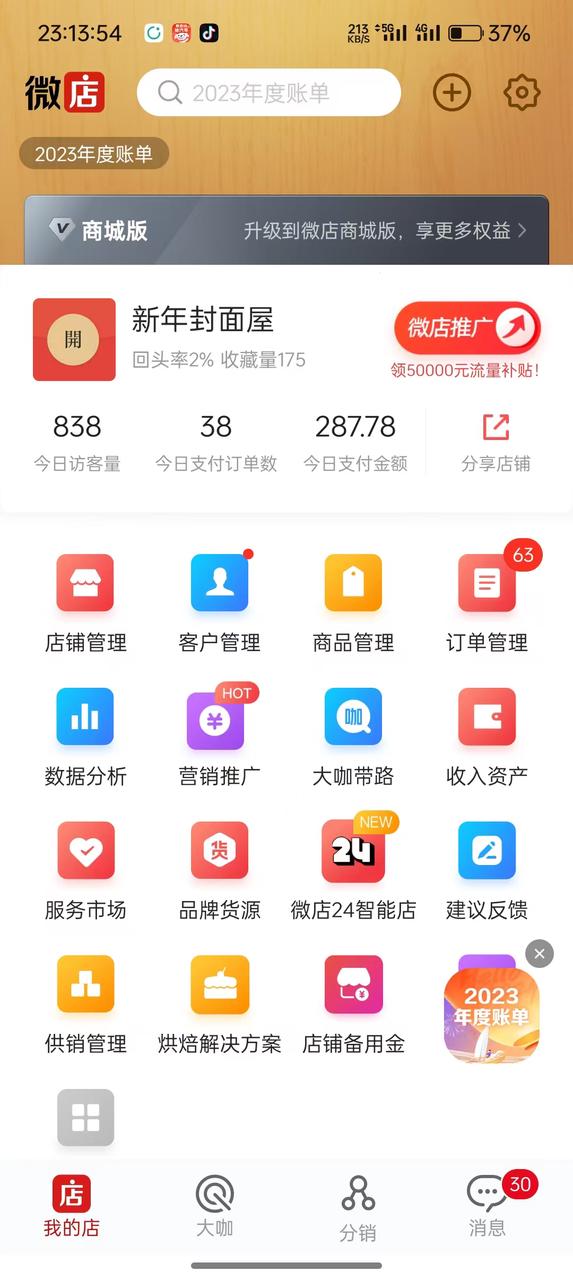 23:13:54
213 KB/S 5G 4G 37%
微店
2023年度账单
2023年度账单
V 商城版 升级到微店商城版，享更多权益
開
新年封面屋
回头率2% 收藏量175
微店推广
领50000元流量补贴！
838 38 287.78
今日访客量 今日支付订单数 今日支付金额 分享店铺
63
店铺管理 客户管理 商品管理 订单管理
HOT
¥ 咖
数据分析 营销推广 大咖带路 收入资产
NEW
货 24
服务市场 品牌货源 微店24智能店 建议反馈
¥
2023
年度账单
供销管理 烘焙解决方案 店铺备用金
店 30
我的店 大咖 分销 消息